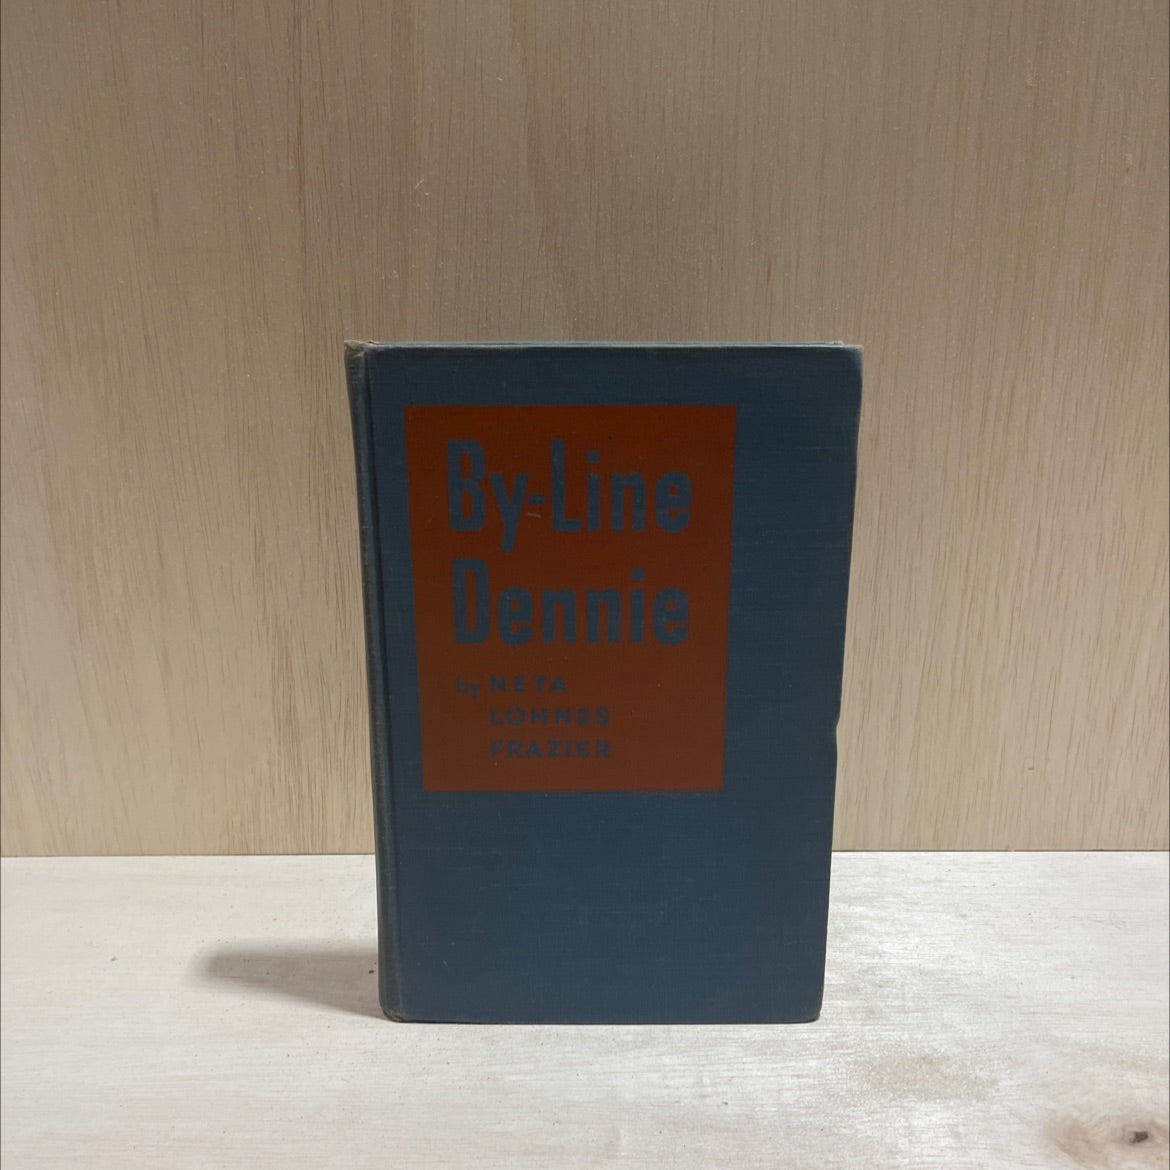 By-Line
Dennie
by NETA
LOHNES
FRAZIER